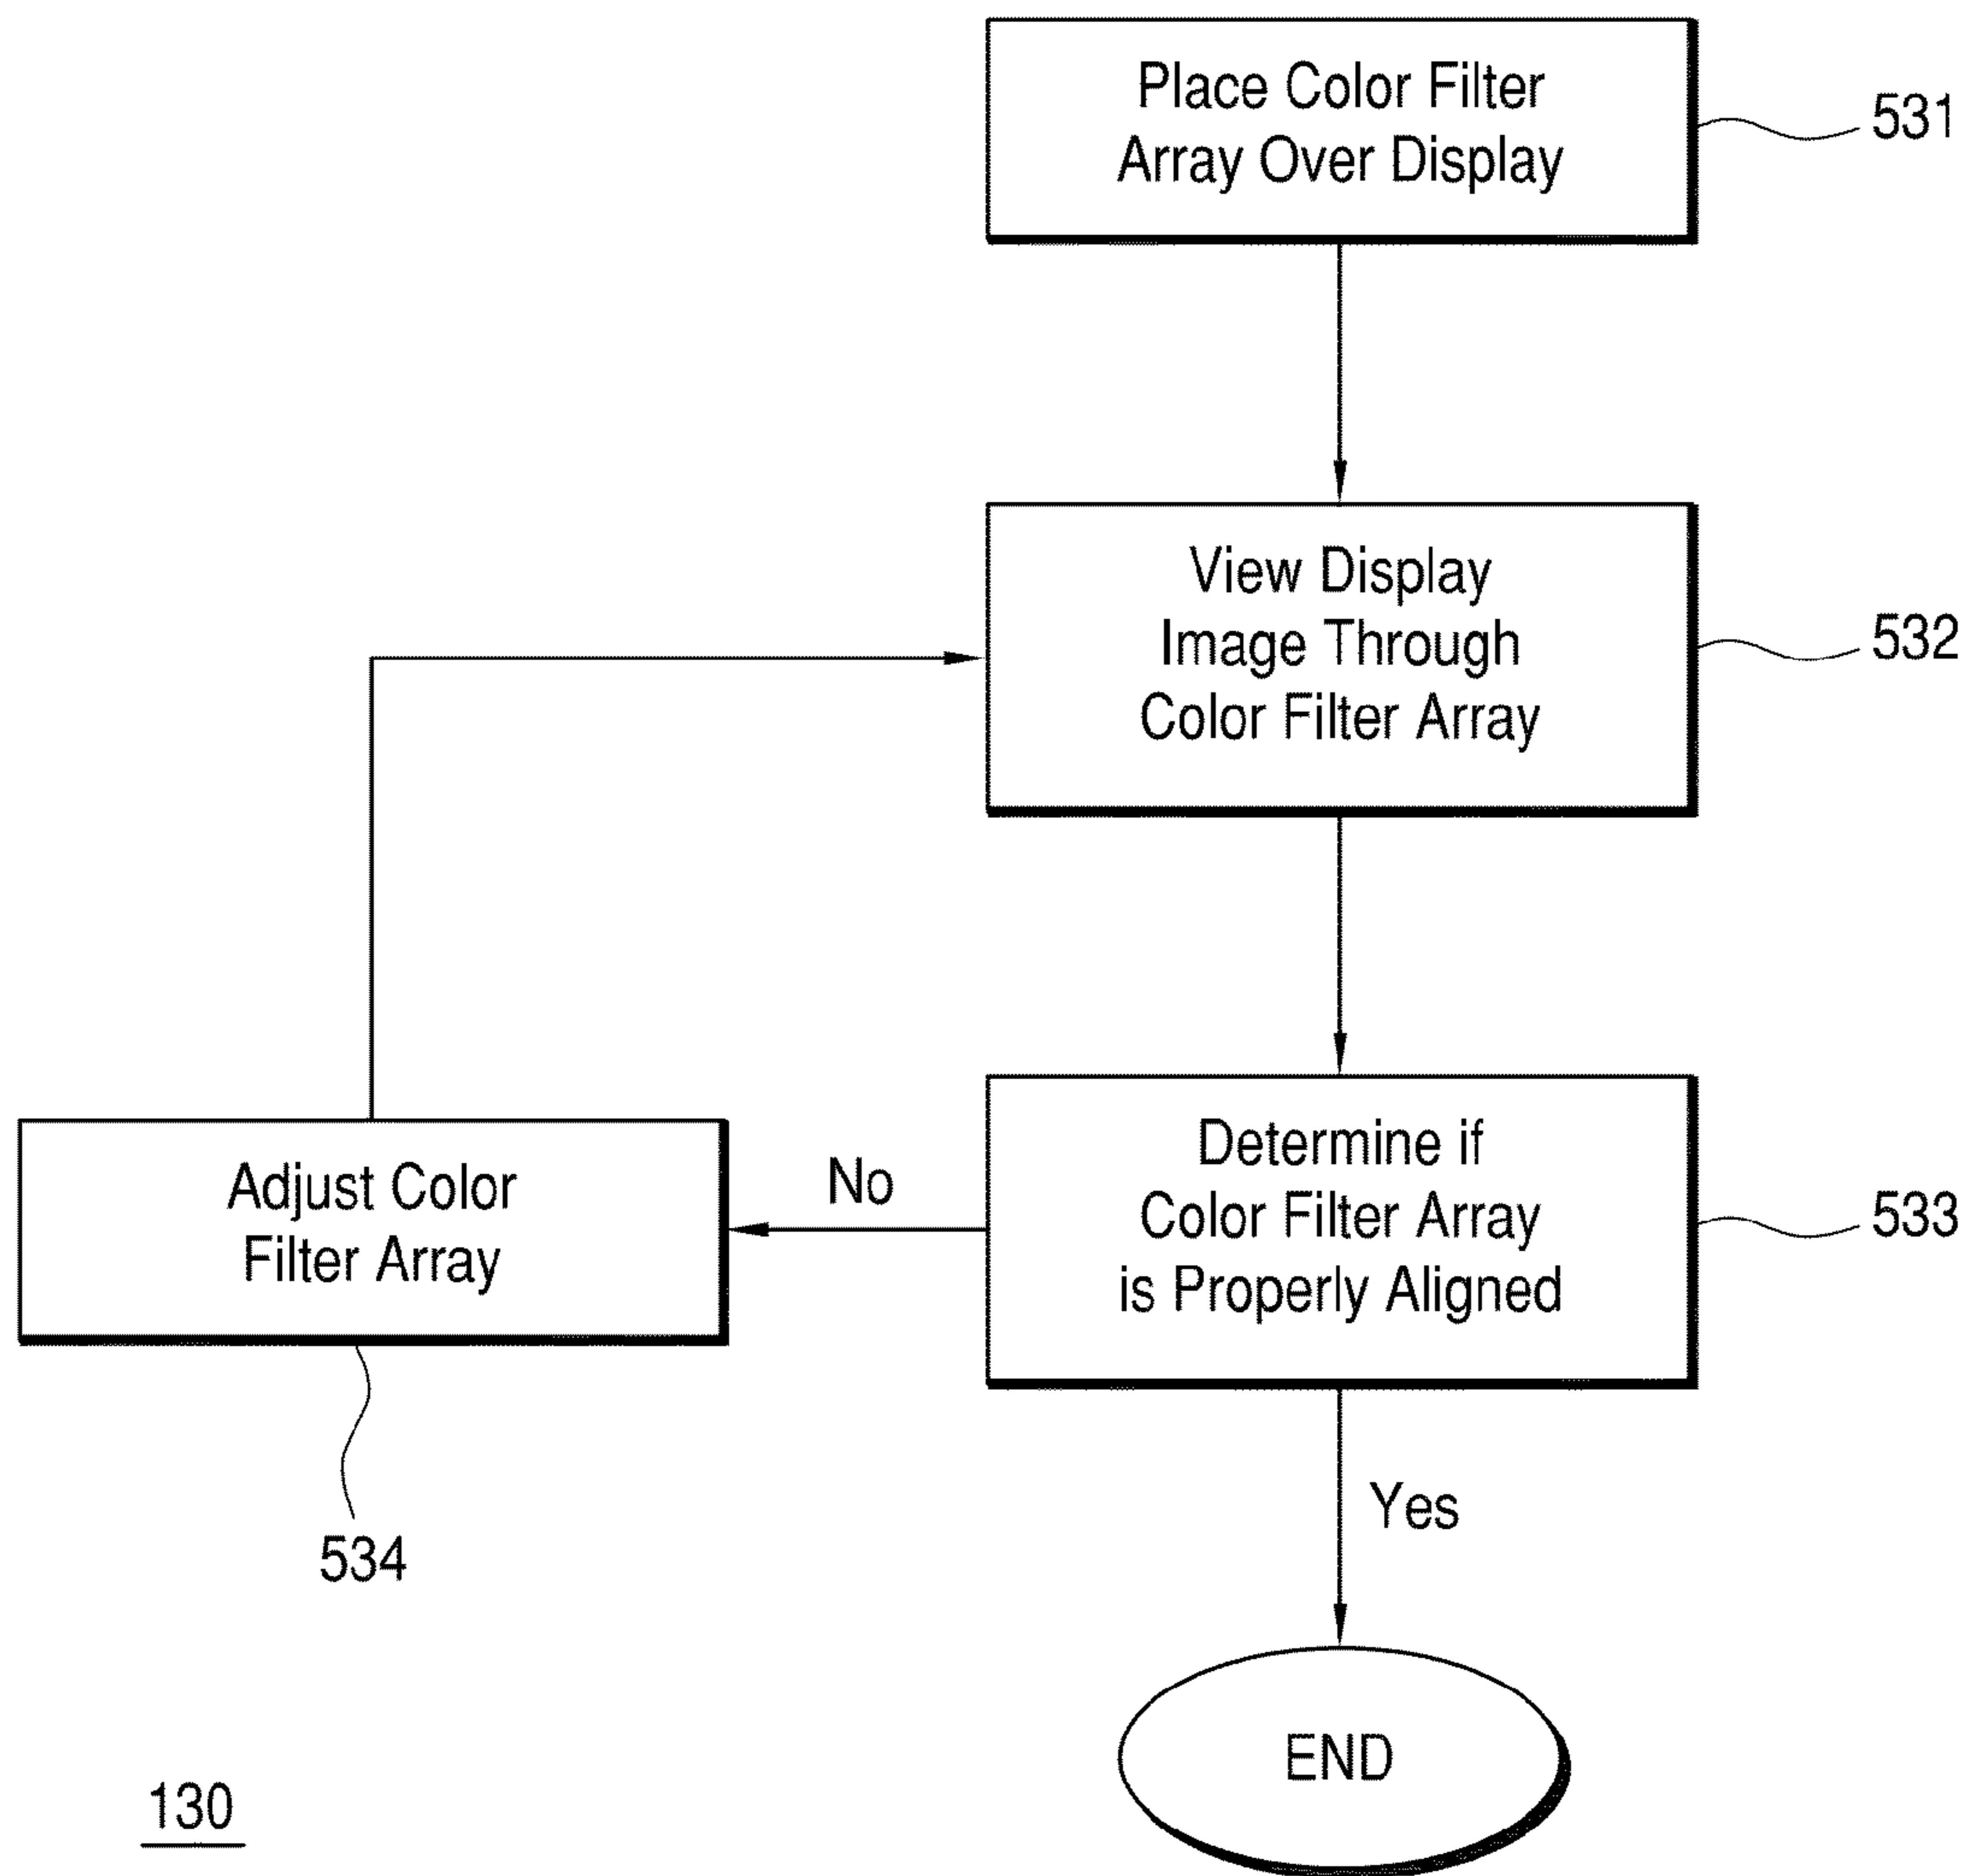 Place Color Filter
Array Over Display
531
View Display
Image Through
Color Filter Array
532
Determine if
Color Filter Array
is Properly Aligned
533
No
Adjust Color
Filter Array
534
Yes
END
130